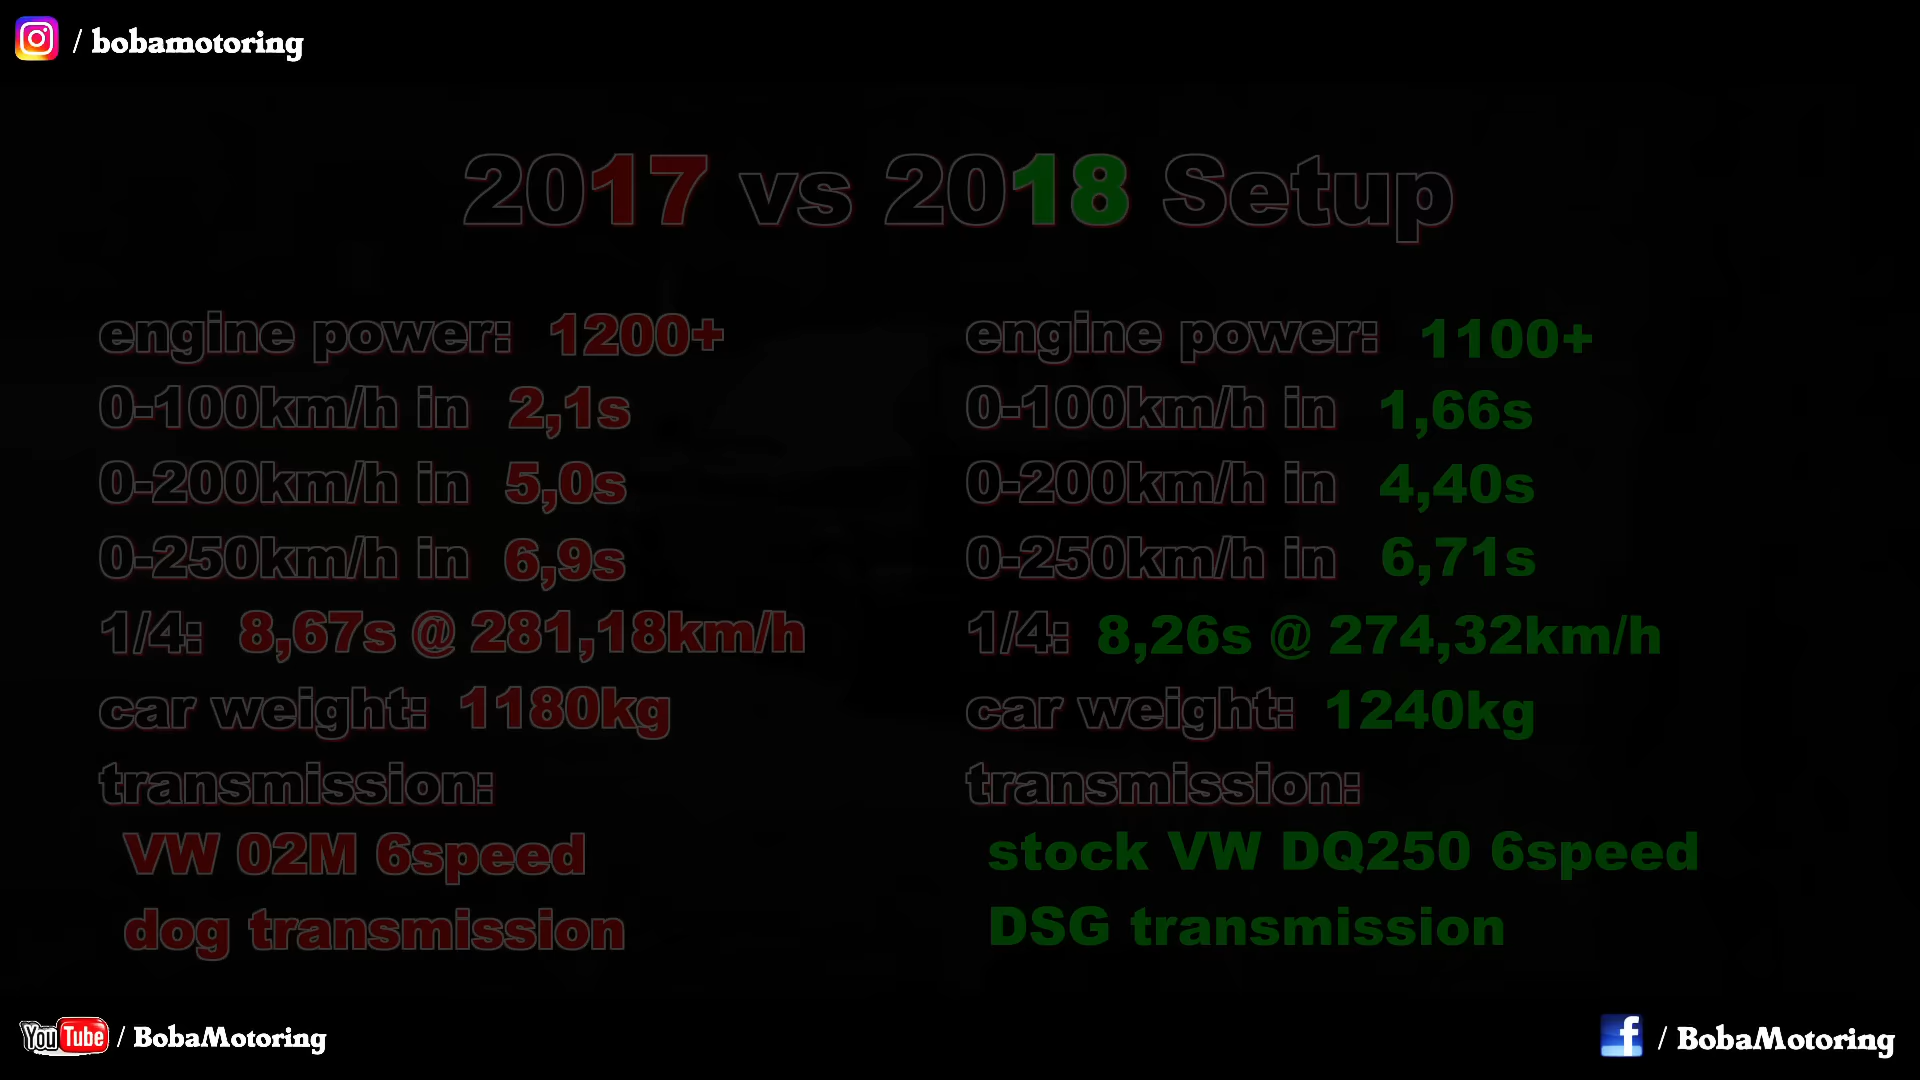 / bobamotoring
2017 vs 2018 Setup
engine power: 1200+
0-100km/h in 2,1s
0-200km/h in 5,0s
0-250km/h in 6,9s
1/4: 8,67s @ 281,18km/h
car weight: 1180kg
transmission:
VW 02M 6speed
dog transmission
engine power: 1100+
0-100km/h in 1,66s
0-200km/h in 4,40s
0-250km/h in 6,71s
1/4: 8,26s @ 274,32km/h
car weight: 1240kg
transmission:
stock VW DQ250 6speed
DSG transmission
YouTube / BobaMotoring
f / BobaMotoring